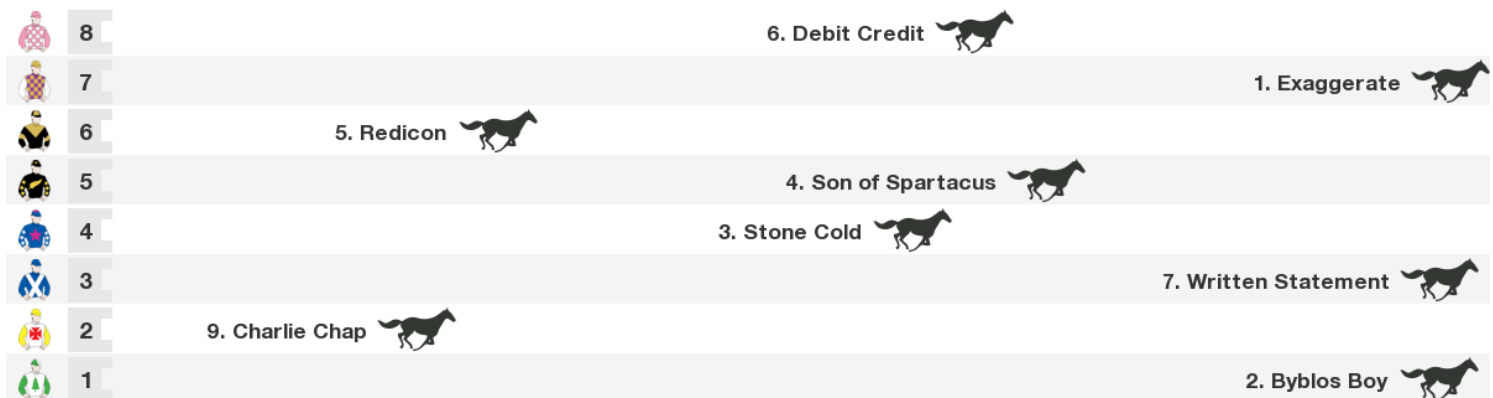 8 6. Debit Credit
7 1. Exaggerate
6 5. Redicon
5 4. Son of Spartacus
4 3. Stone Cold
3 7. Written Statement
2 9. Charlie Chap
1 2. Byblos Boy